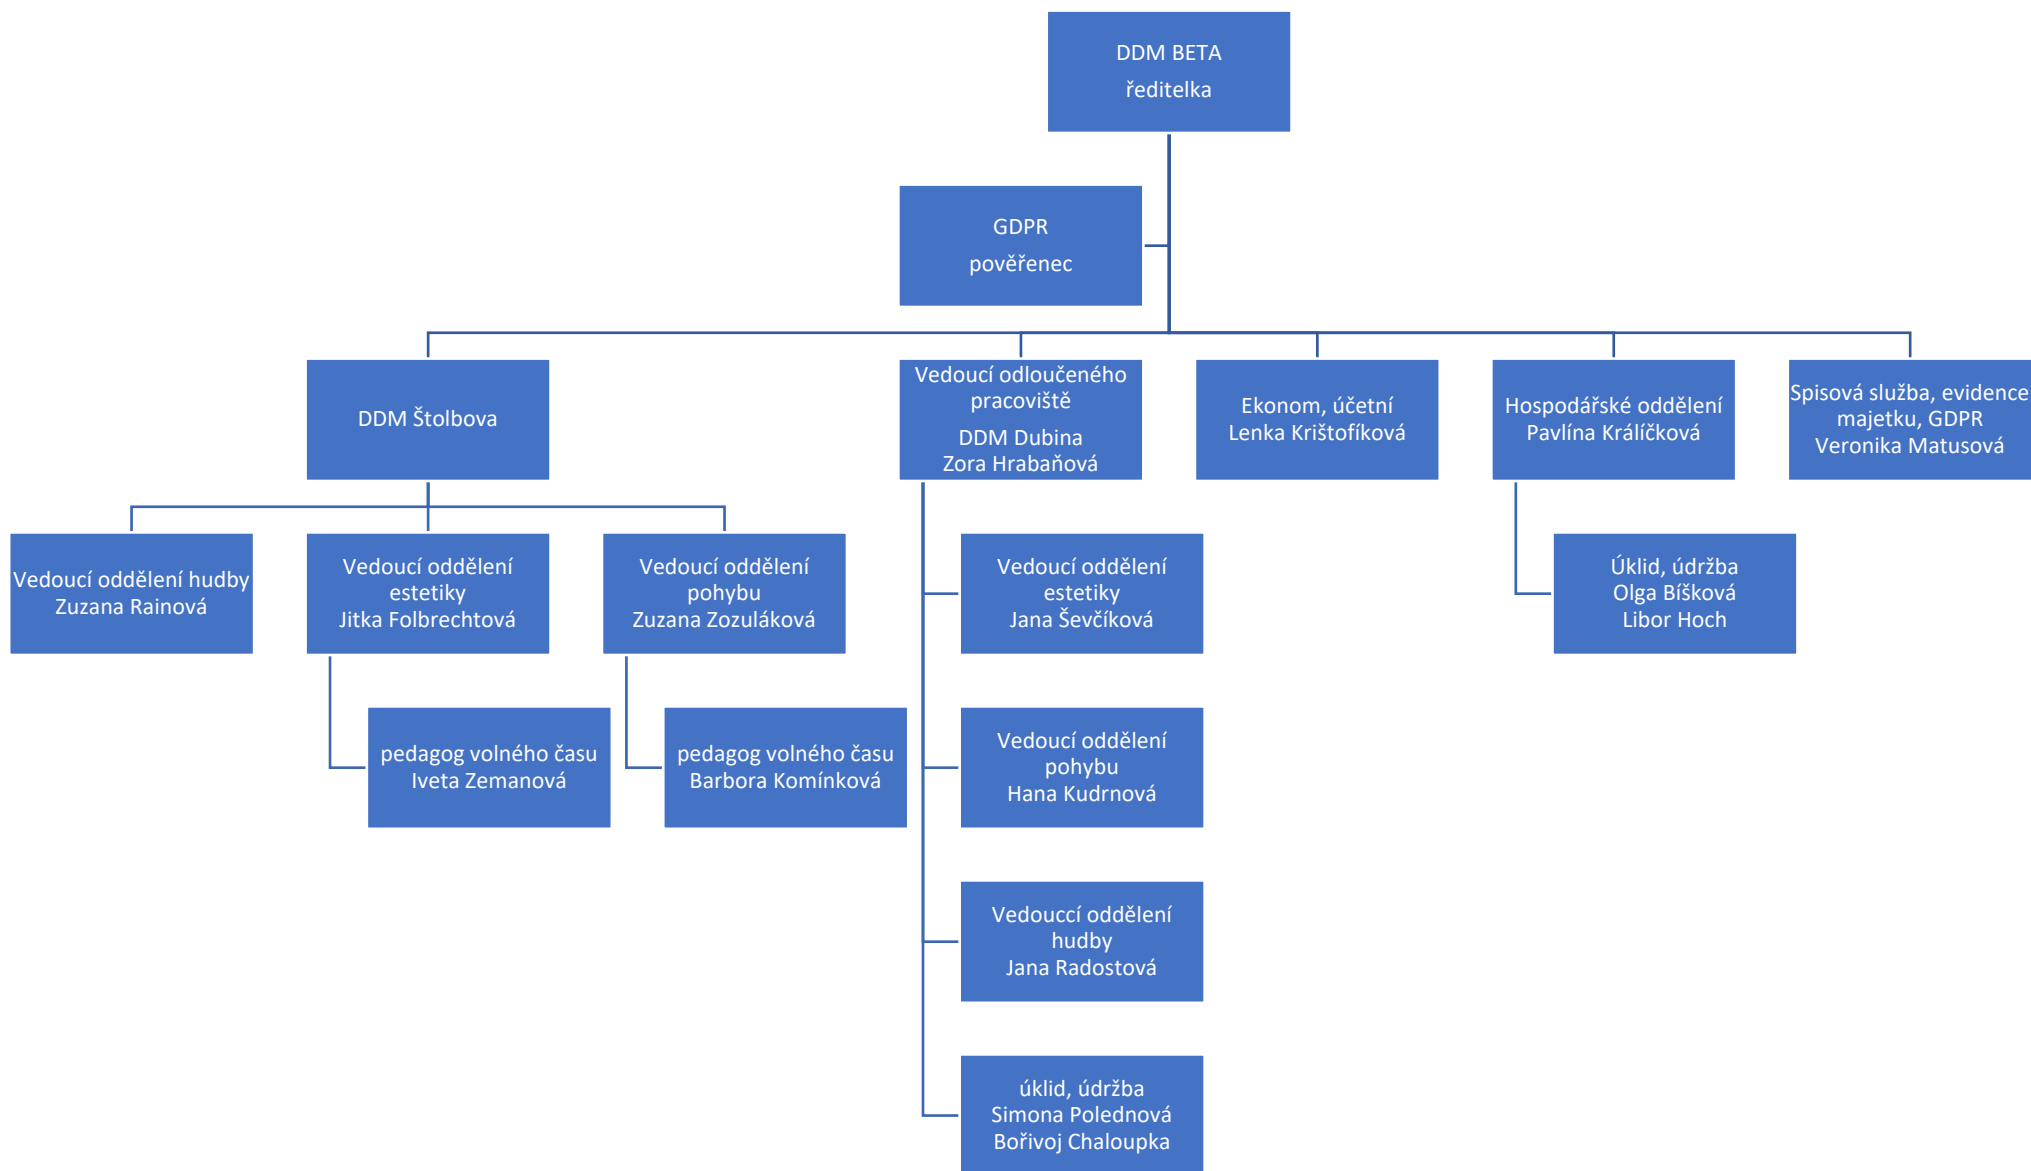 DDM BETA
ředitelka
GDPR
pověřenec
DDM Štolbova
Vedoucí odloučeného
pracoviště
DDM Dubina
Zora Hrabaňová
Ekonom, účetní
Lenka Krištofíková
Hospodářské oddělení
Pavlína Králíčková
Spisová služba, evidence
majetku, GDPR
Veronika Matusová
Vedoucí oddělení hudby
Zuzana Rainová
Vedoucí oddělení
estetiky
Jitka Folbrechtová
Vedoucí oddělení
pohybu
Zuzana Zozuláková
Vedoucí oddělení
estetiky
Jana Ševčíková
Úklid, údržba
Olga Bíšková
Libor Hoch
pedagog volného času
Iveta Zemanová
pedagog volného času
Barbora Komínková
Vedoucí oddělení
pohybu
Hana Kudrnová
Vedouccí oddělení
hudby
Jana Radostová
úklid, údržba
Simona Polednová
Bořivoj Chaloupka